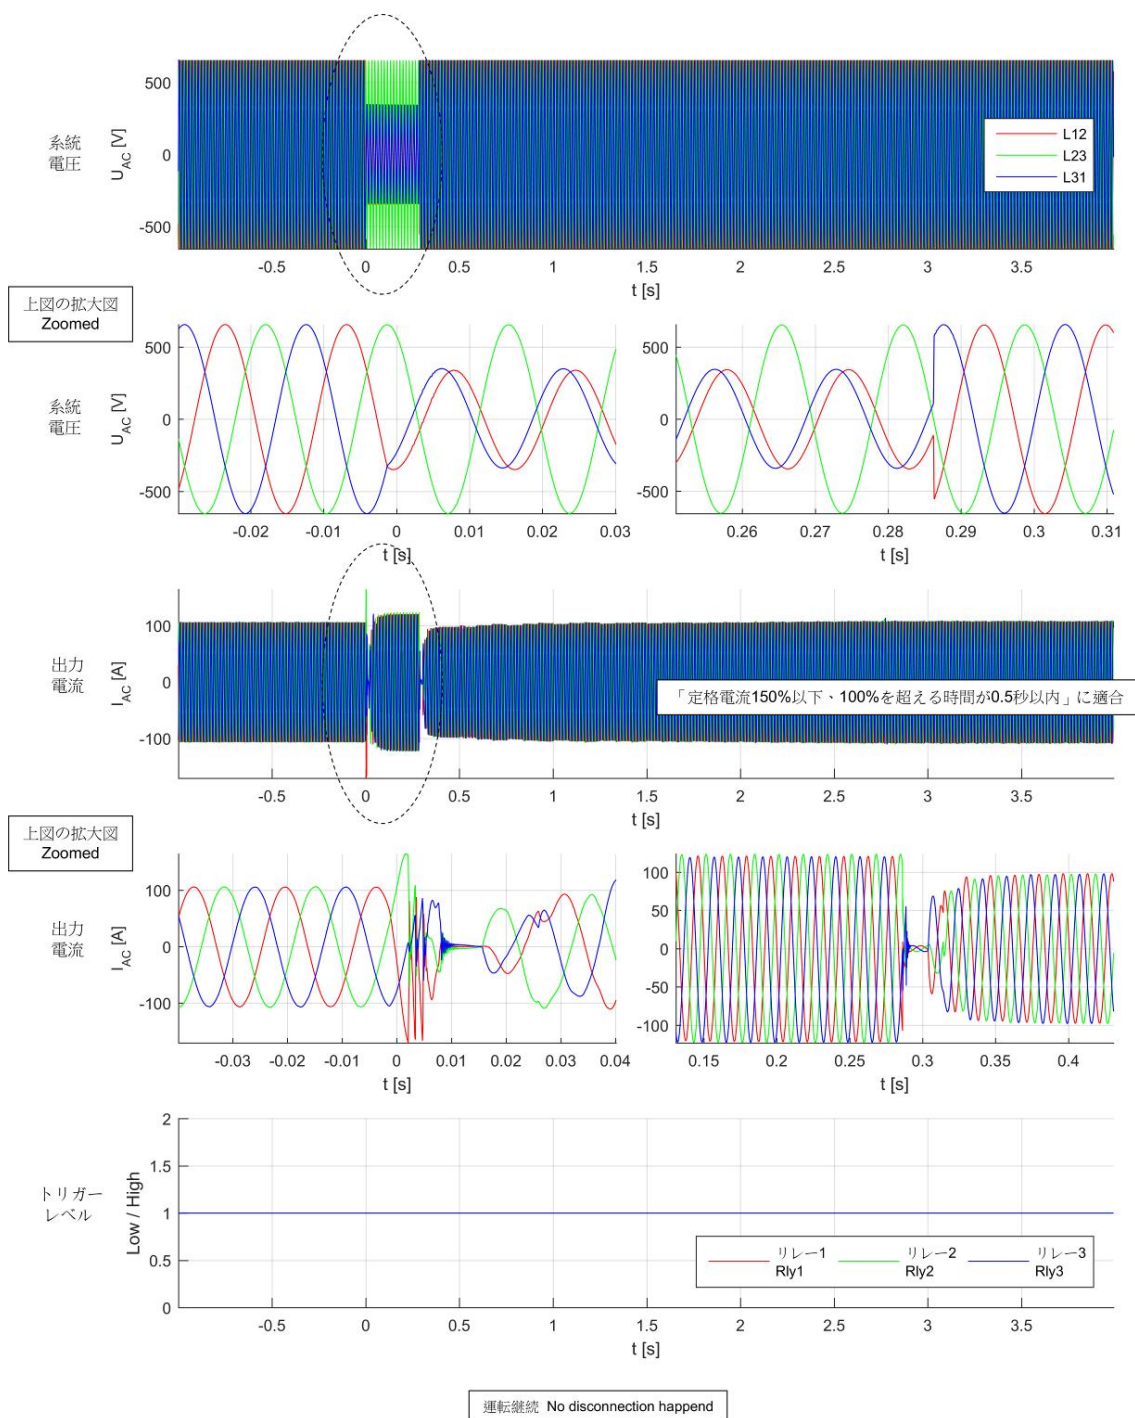 500
0
-500
系統
電圧
U_AC [V]
L12
L23
L31
-0.5 0 0.5 1 1.5 2 2.5 3 3.5
t [s]
上図の拡大図
Zoomed
系統
電圧
U_AC [V]
500
0
-500
-0.02 -0.01 0 0.01 0.02 0.03
t [s]
500
0
-500
0.26 0.27 0.28 0.29 0.3 0.31
t [s]
出力
電流
I_AC [A]
100
0
-100
「定格電流150%以下、100%を超える時間が0.5秒以内」に適合
-0.5 0 0.5 1 1.5 2 2.5 3 3.5
t [s]
上図の拡大図
Zoomed
出力
電流
I_AC [A]
100
0
-100
-0.03 -0.02 -0.01 0 0.01 0.02 0.03 0.04
t [s]
100
50
0
-50
-100
0.15 0.2 0.25 0.3 0.35 0.4
t [s]
トリガー
レベル
Low / High
2
1.5
1
0.5
0
リレー1 リレー2 リレー3
Rly1 Rly2 Rly3
-0.5 0 0.5 1 1.5 2 2.5 3 3.5
t [s]
運転継続 No disconnection happend